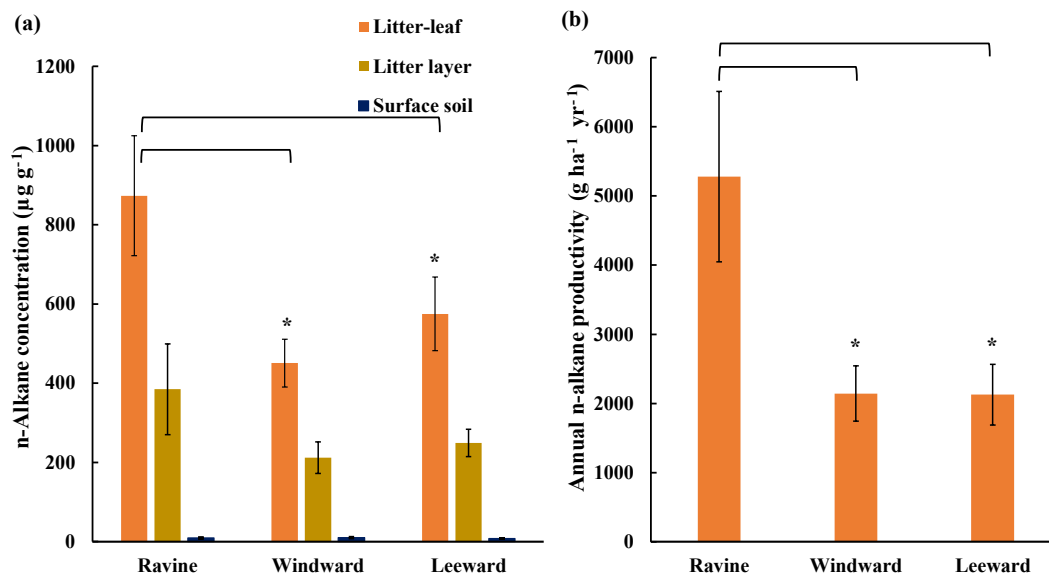 (a)
Litter-leaf
Litter layer
Surface soil
n-Alkane concentration (µg g⁻¹)
1200
1000
800
600
400
200
0
*
*
Ravine
Windward
Leeward
(b)
Annual n-alkane productivity (g ha⁻¹ yr⁻¹)
7000
6000
5000
4000
3000
2000
1000
0
*
*
Ravine
Windward
Leeward